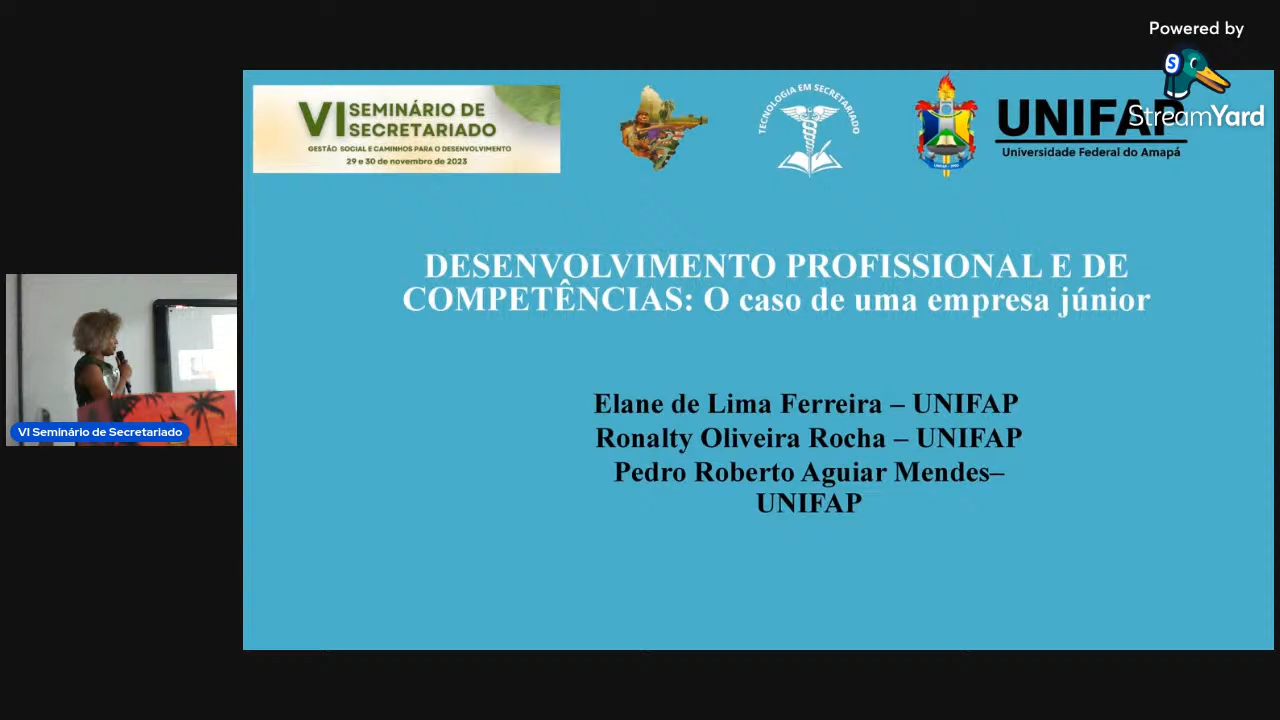 Powered by
StreamYard
VI SEMINÁRIO DE
SECRETARIADO
GESTÃO SOCIAL E CAMINHOS PARA O DESENVOLVIMENTO
29 e 30 de novembro de 2023
TECNOLOGIA EM SECRETARIADO
UNIFAP
Universidade Federal do Amapá
DESENVOLVIMENTO PROFISSIONAL E DE
COMPETÊNCIAS: O caso de uma empresa júnior
Elane de Lima Ferreira – UNIFAP
Ronalty Oliveira Rocha – UNIFAP
Pedro Roberto Aguiar Mendes–
UNIFAP
VI Seminário de Secretariado